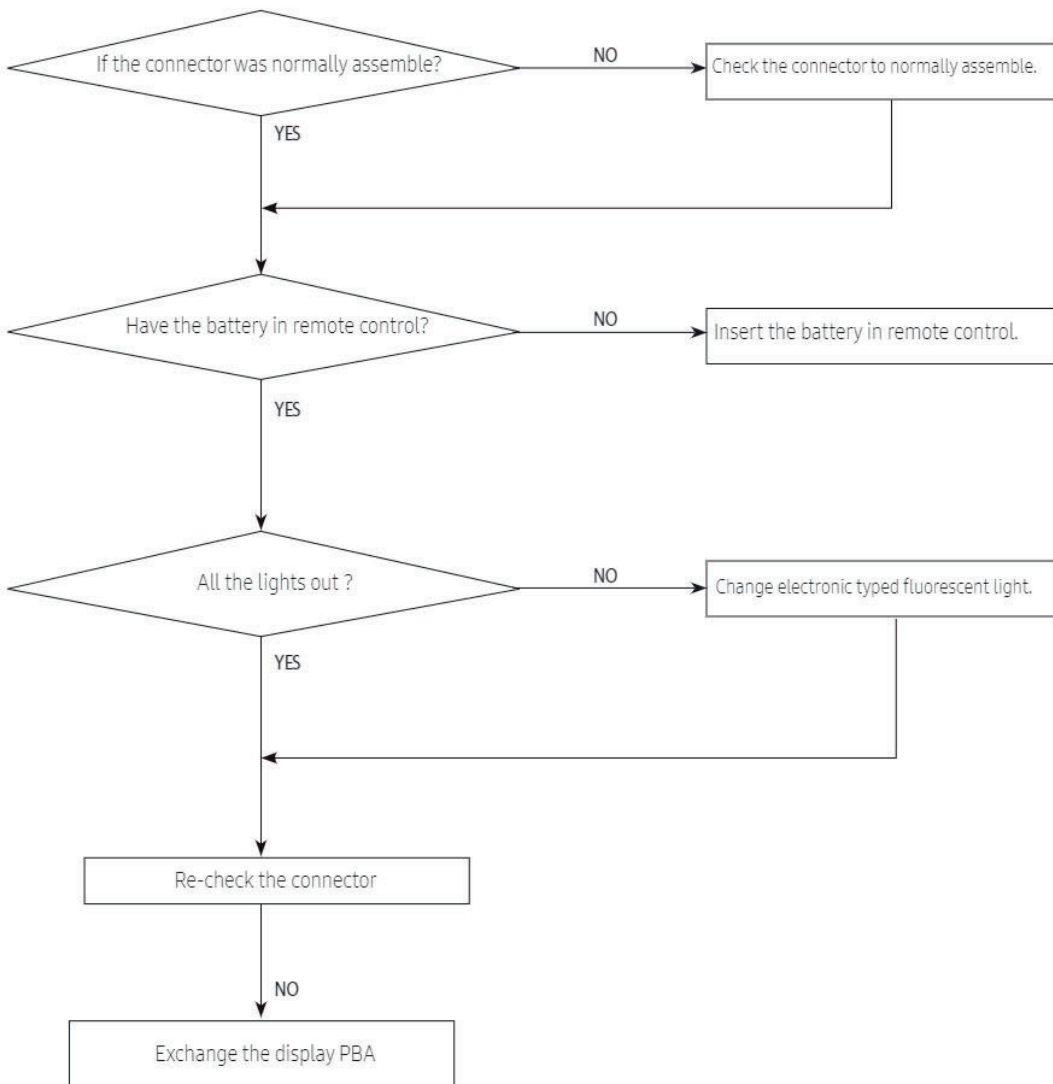 If the connector was normally assemble?
NO
Check the connector to normally assemble.
YES
Have the battery in remote control?
NO
Insert the battery in remote control.
YES
All the lights out ?
NO
Change electronic typed fluorescent light.
YES
Re-check the connector
NO
Exchange the display PBA